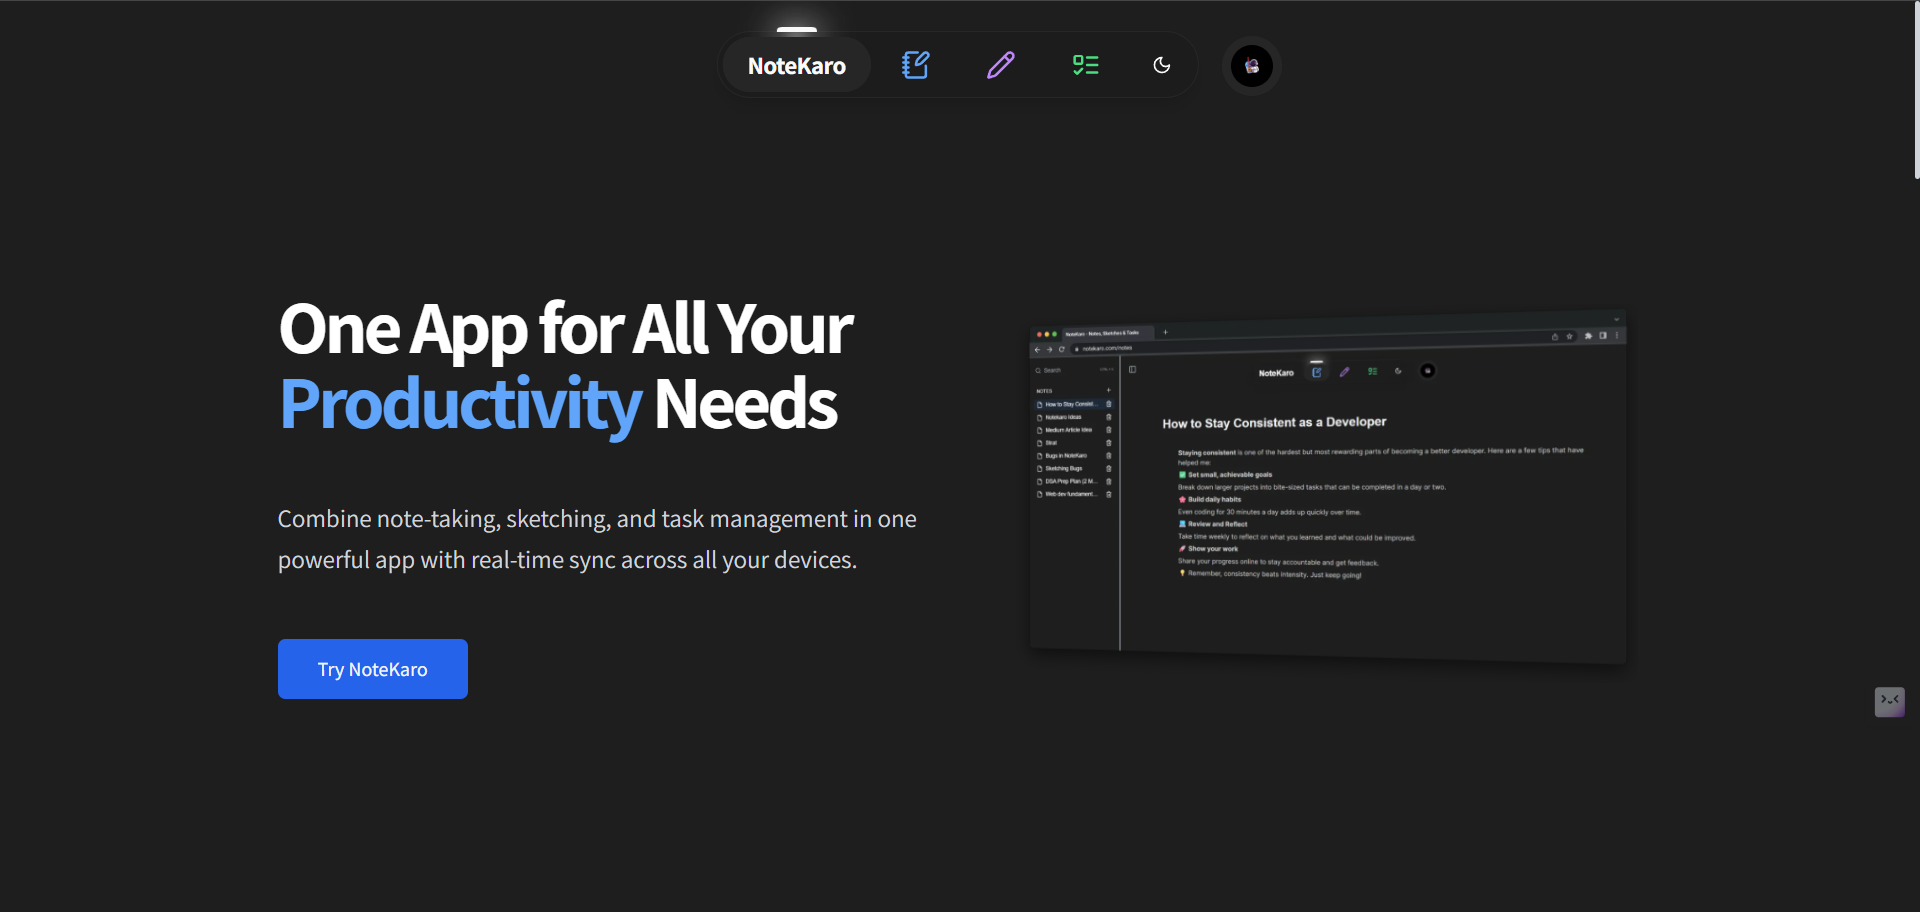 NoteKaro
One App for All Your
Productivity Needs
Combine note-taking, sketching, and task management in one
powerful app with real-time sync across all your devices.
Try NoteKaro
NoteKaro - Notes, Sketches & Tasks
notekaro.com/notes
Search
NOTES
How to Stay Consist...
Notekaro Ideas
Medium Article Idea
Bugs in NoteKaro
Sketching Bugs
DSA Prep Plan (2 M...
Web dev fundament...
NoteKaro
How to Stay Consistent as a Developer
Staying consistent is one of the hardest but most rewarding parts of becoming a better developer. Here are a few tips that have
helped me:
✅ Set small, achievable goals
Break down larger projects into bite-sized tasks that can be completed in a day or two.
🌸 Build daily habits
Even coding for 30 minutes a day adds up quickly over time.
Review and Reflect
Take time weekly to reflect on what you learned and what could be improved.
🚀 Show your work
Share your progress online to stay accountable and get feedback.
💡 Remember, consistency beats intensity. Just keep going!